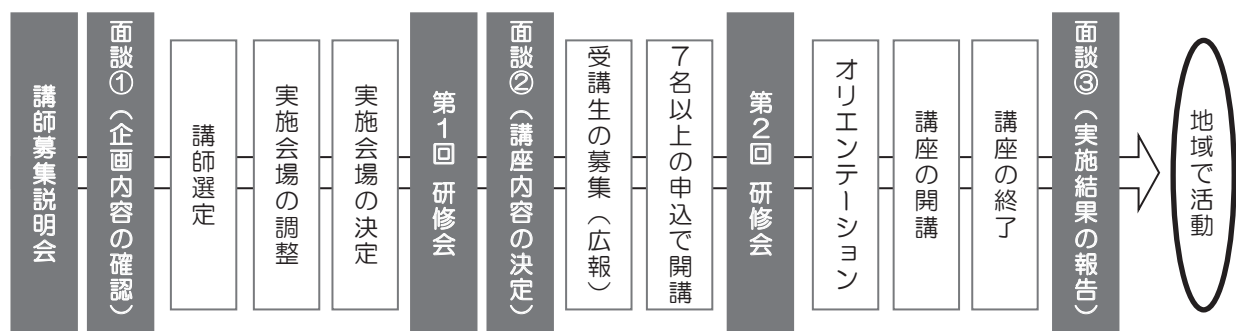 講師募集説明会
面談①（企画内容の確認）
講師選定
実施会場の調整
実施会場の決定
第1回 研修会
面談②（講座内容の決定）
受講生の募集（広報）
7名以上の申込で開講
第2回 研修会
オリエンテーション
講座の開講
講座の終了
面談③（実施結果の報告）
地域で活動